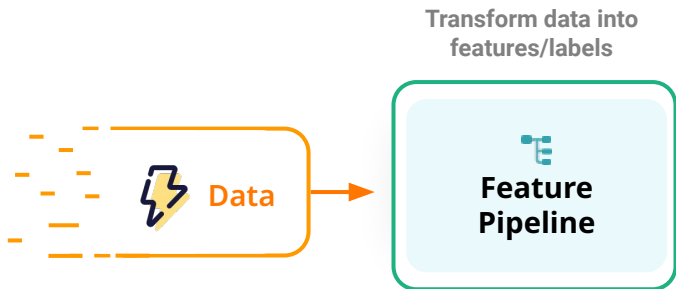 Transform data into
features/labels
Data
Feature
Pipeline